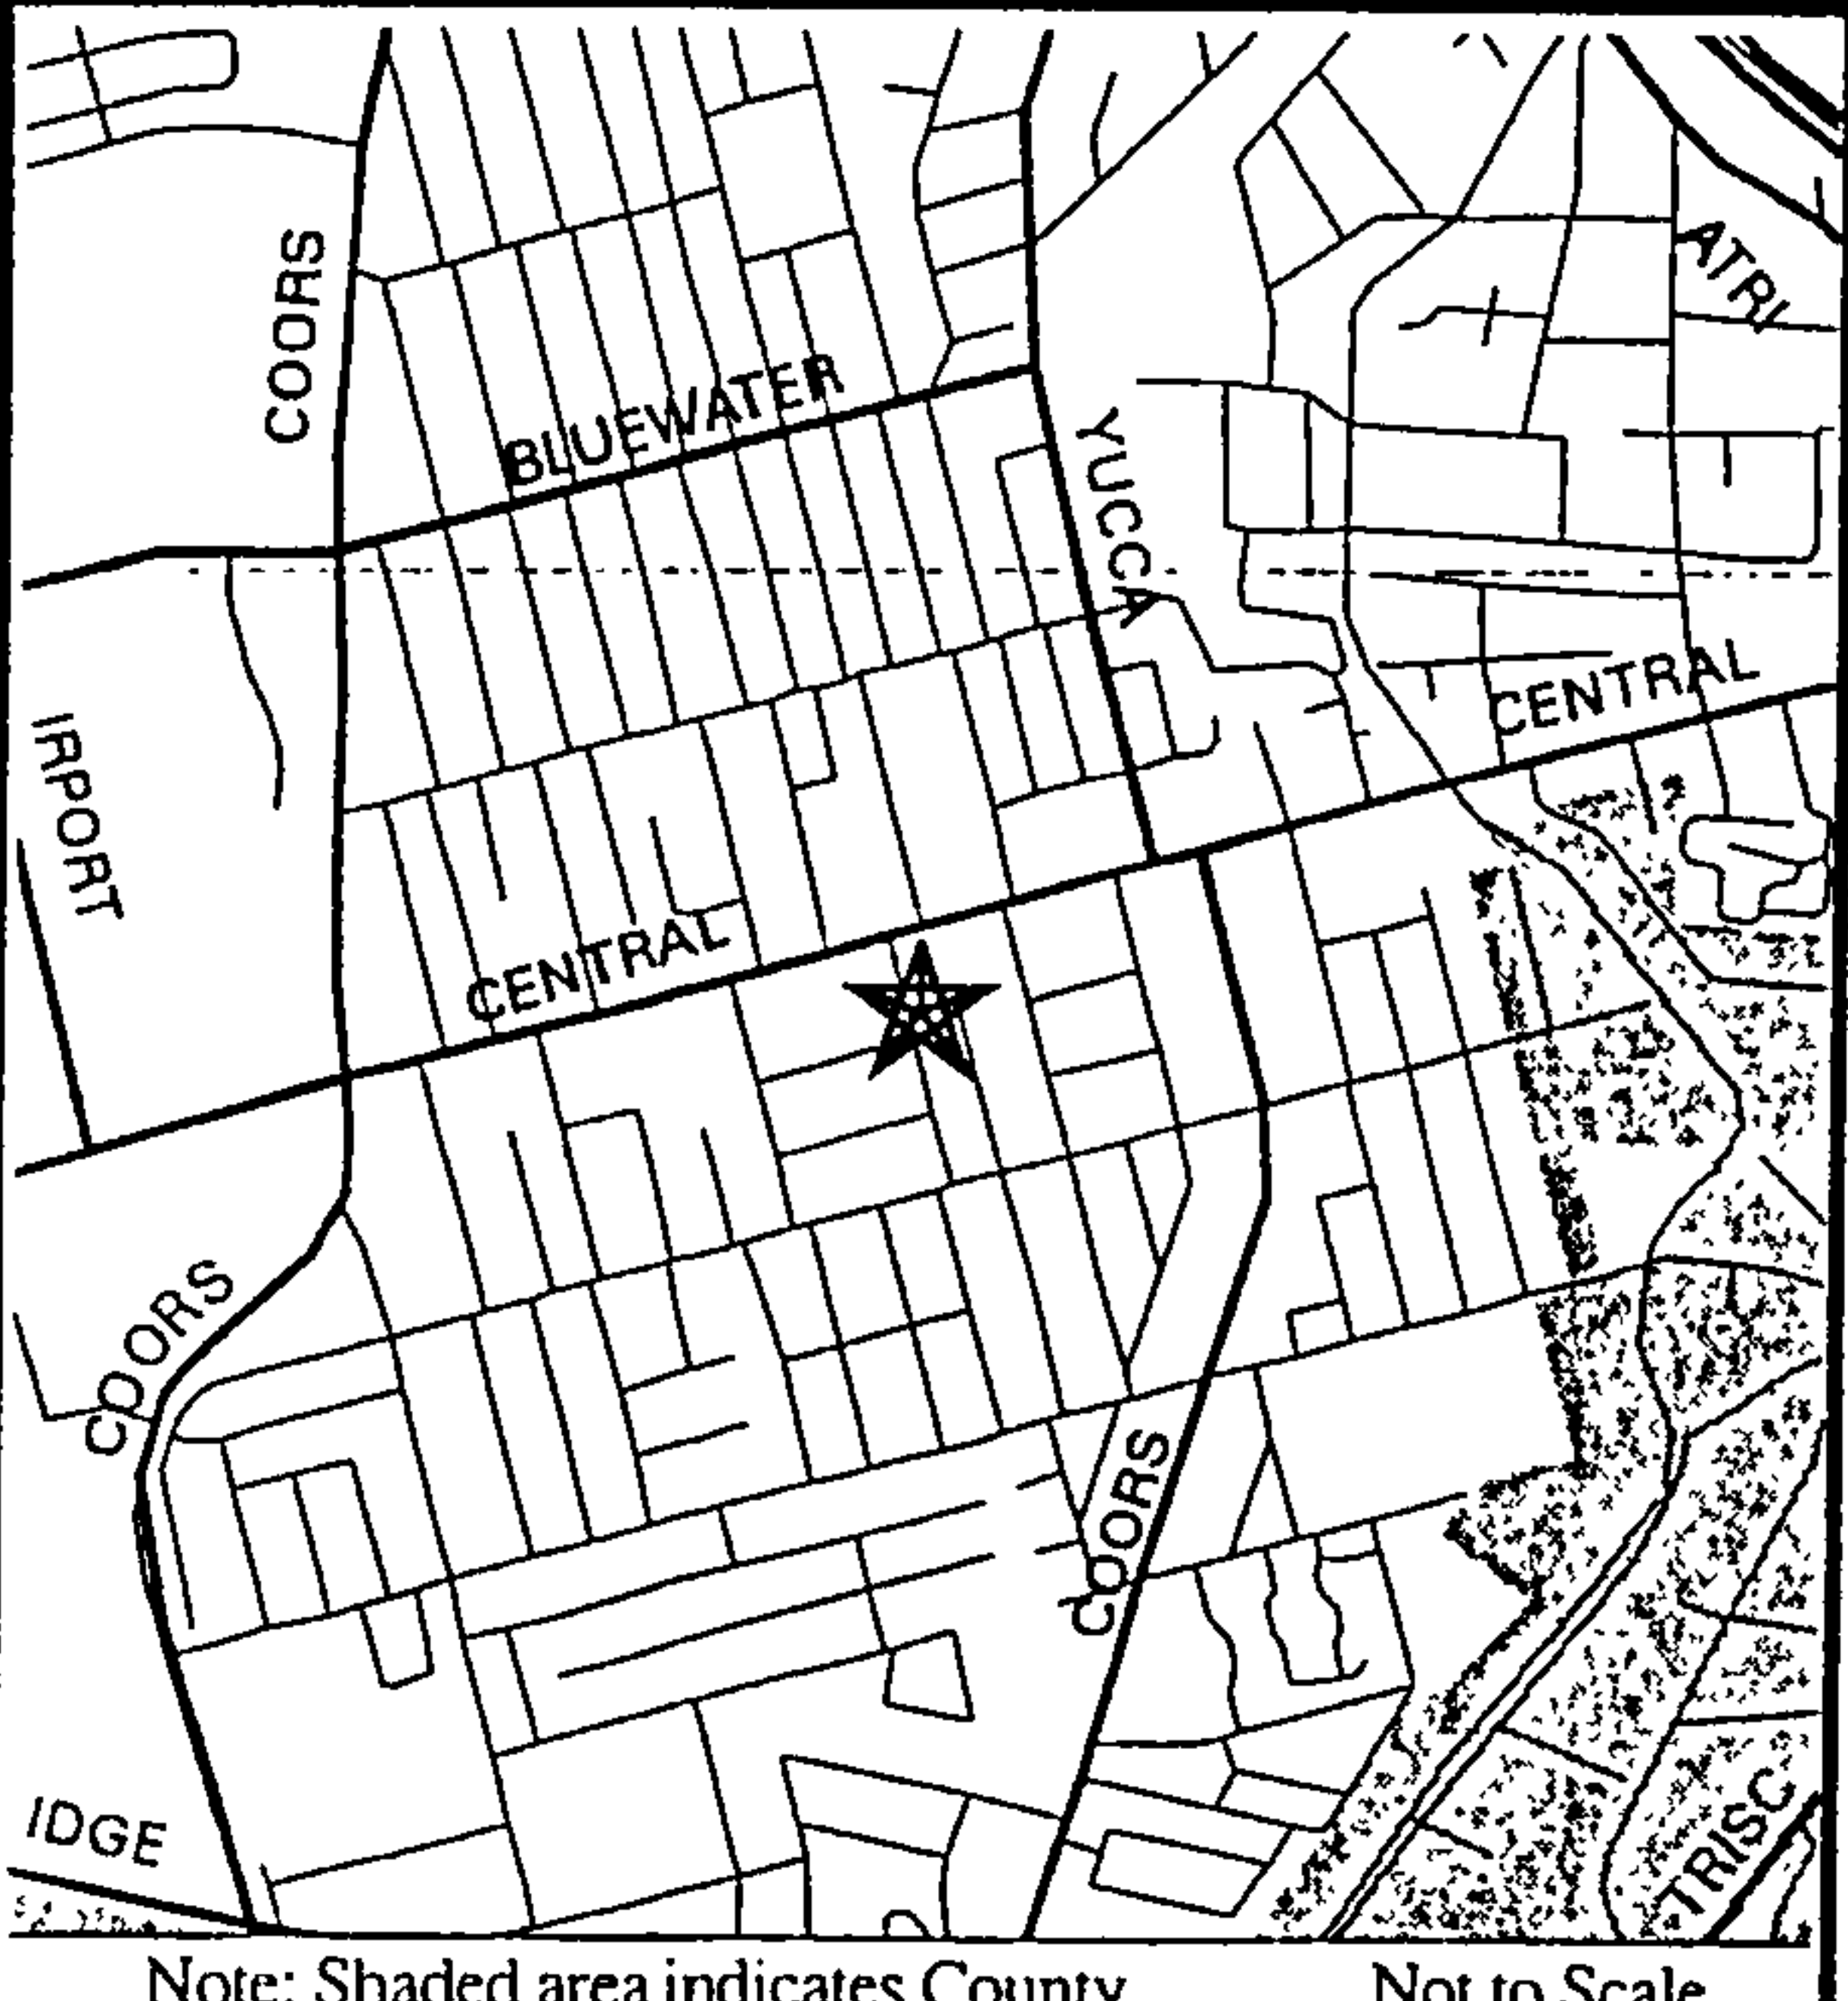 COORS
ATRI
BLUEWATER
YUCCA
CENTRAL
IRPORT
CENTRAL
COORS
COORS
IDGE
TRISC
Note: Shaded area indicates County
Not to Scale